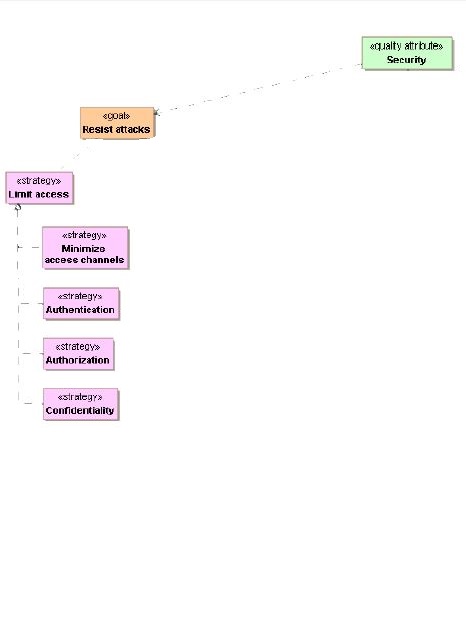 «quality attribute»
Security
«goal»
Resist attacks
«strategy»
Limit access
«strategy»
Minimize
access channels
«strategy»
Authentication
«strategy»
Authorization
«strategy»
Confidentiality